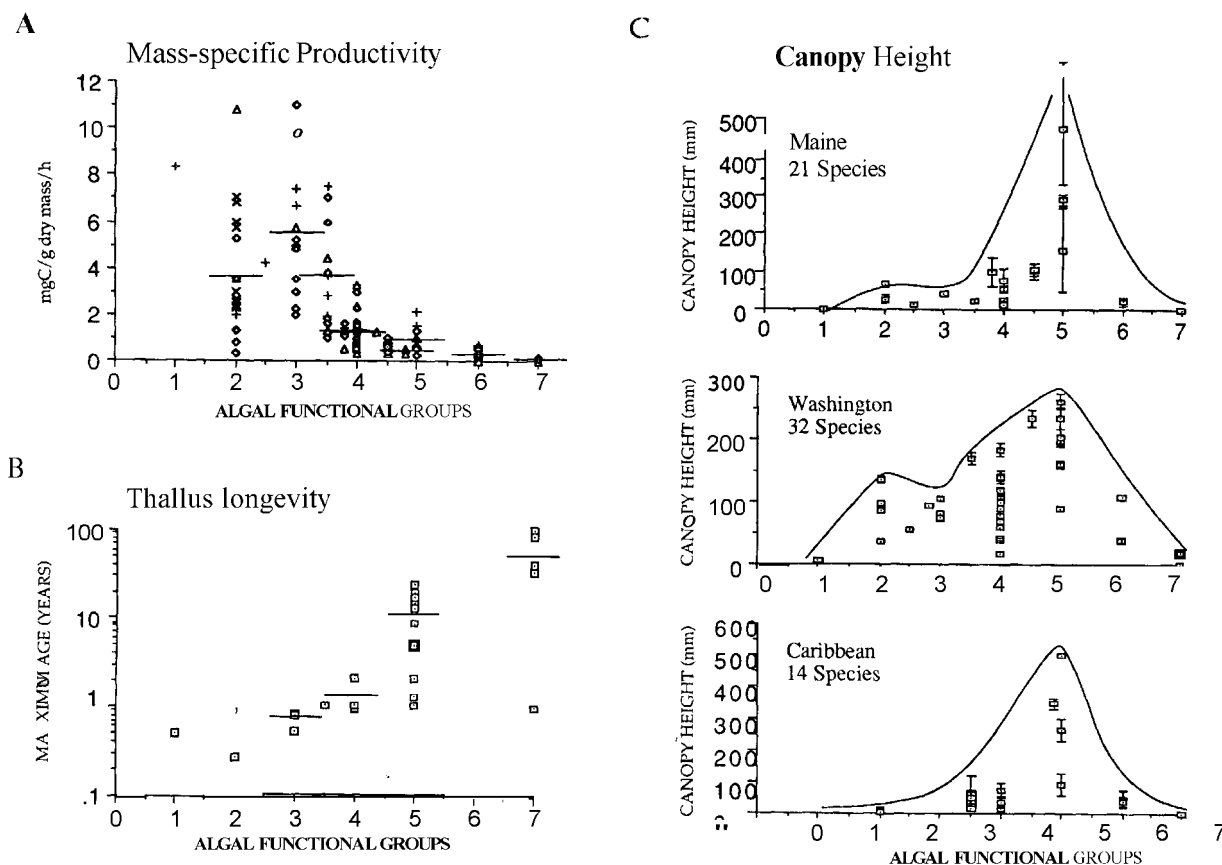 A
Mass-specific Productivity
12
10
8
6
4
2
0
mgC/g dry mass/h
0 1 2 3 4 5 6 7
ALGAL FUNCTIONAL GROUPS
B
Thallus longevity
100
10
1
.1
MAXIMUM AGE (YEARS)
0 1 2 3 4 5 6 7
ALGAL FUNCTIONAL GROUPS
C
Canopy Height
Maine
21 Species
500
400
300
200
100
0
CANOPY HEIGHT (mm)
0 1 2 3 4 5 6 7
Washington
32 Species
300
200
100
0
CANOPY HEIGHT (mm)
0 1 2 3 4 5 6 7
Caribbean
14 Species
600
500
400
300
200
100
CANOPY HEIGHT (mm)
0 1 2 3 4 5 6 7
ALGAL FUNCTIONAL GROUPS